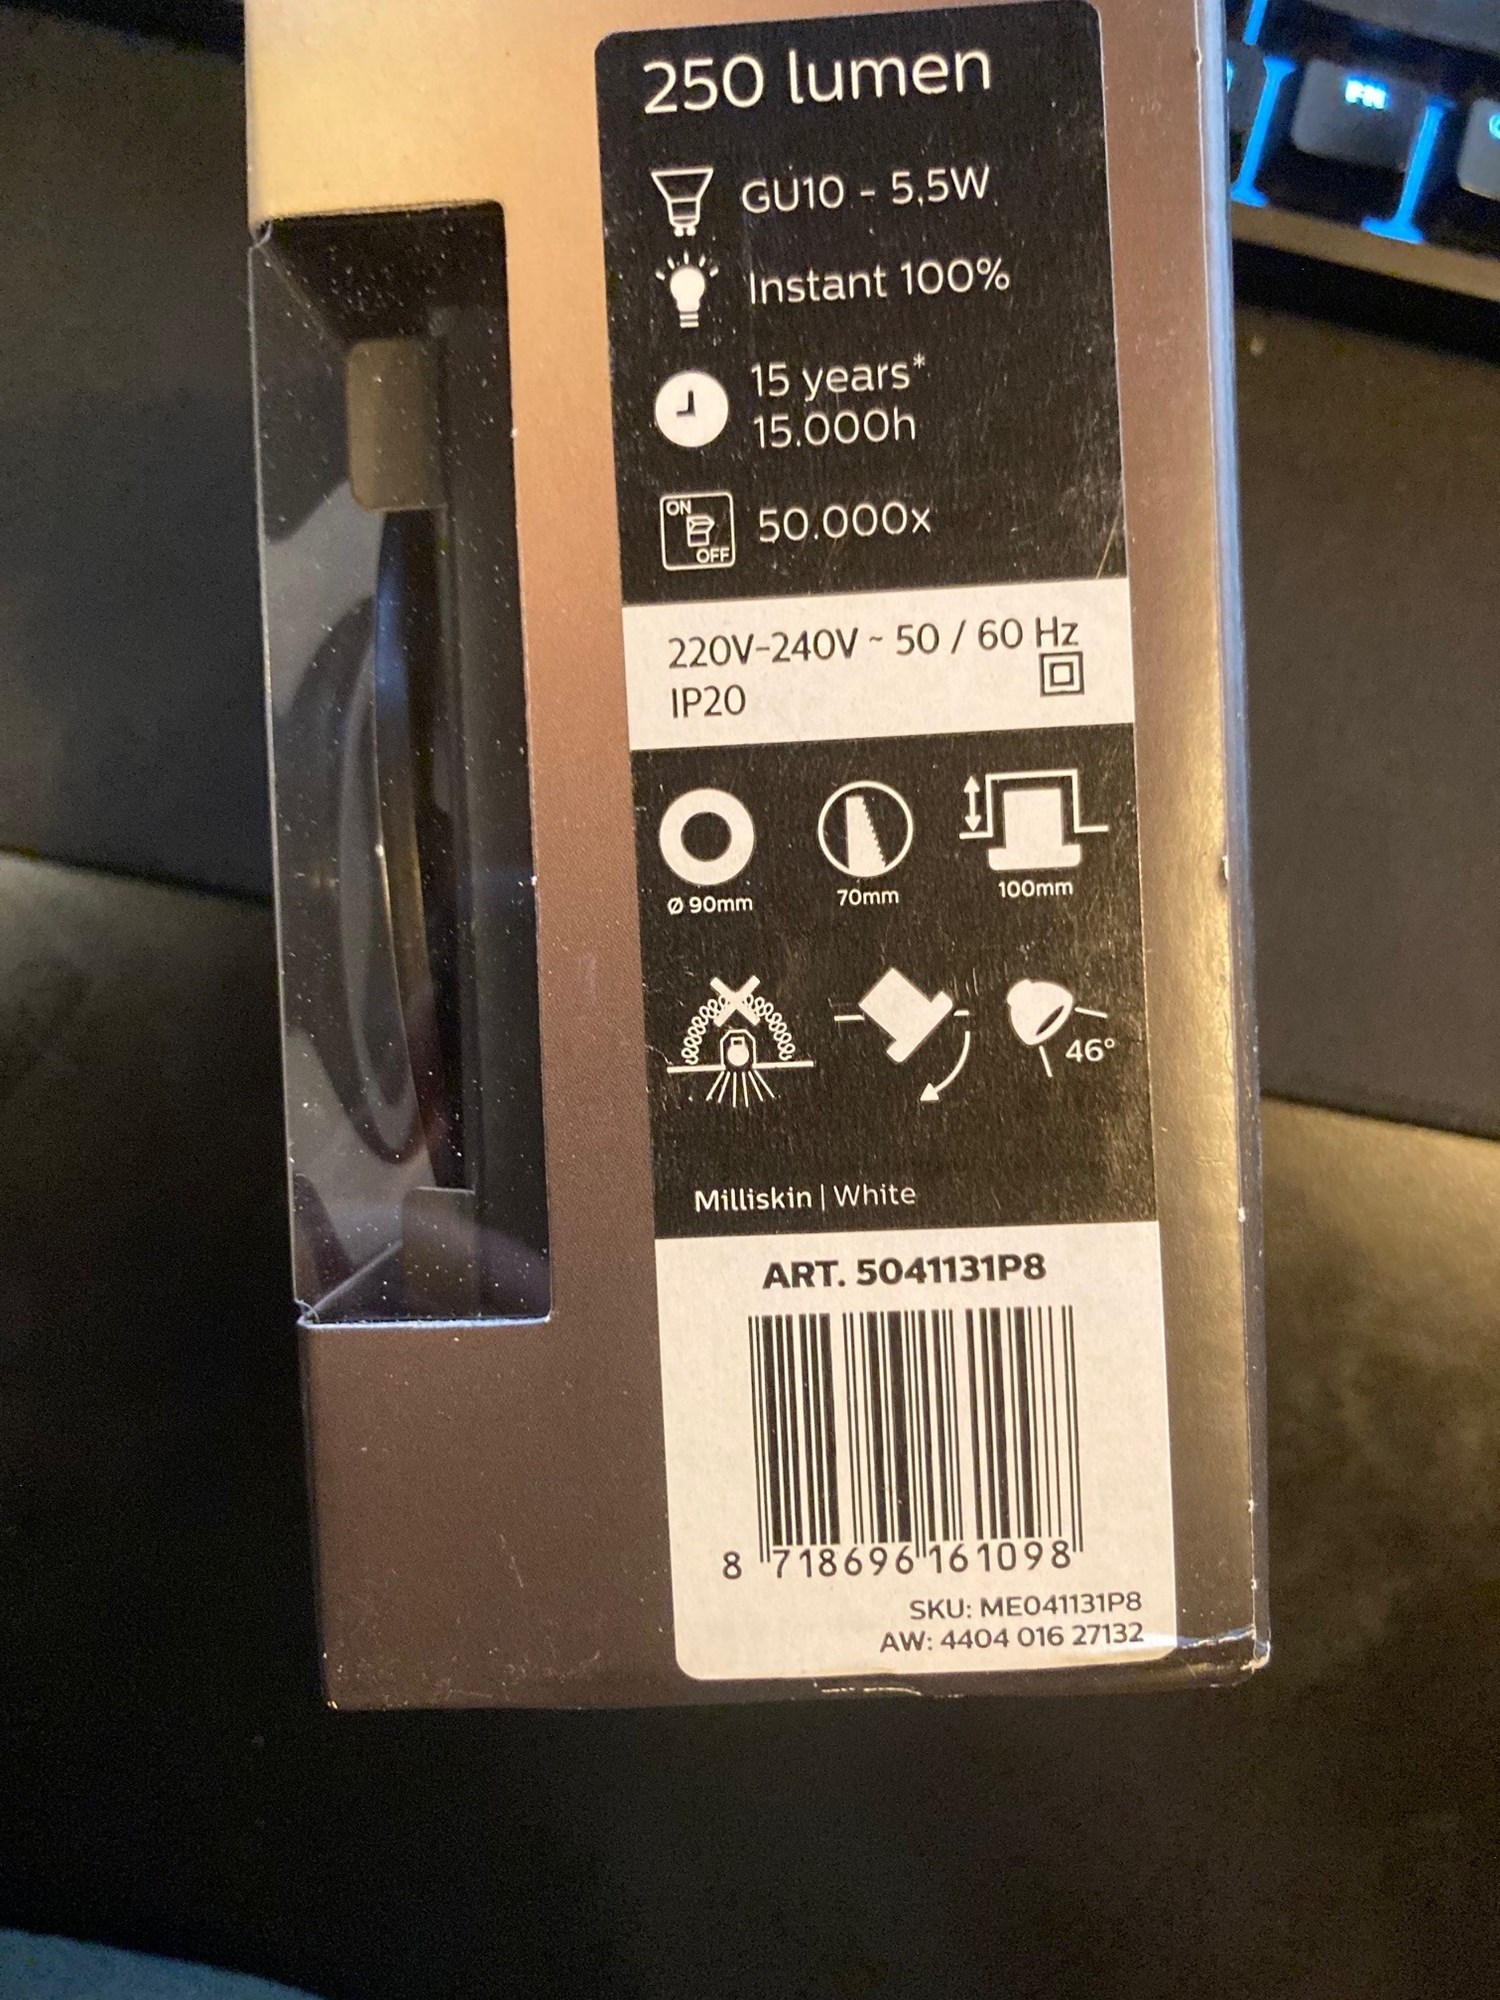 250 lumen
GU10 - 5,5W
Instant 100%
15 years*
15.000h
ON
OFF
50.000x
220V-240V ~ 50 / 60 Hz
IP20
Ø 90mm
70mm
100mm
46°
Milliskin | White
ART. 5041131P8
8 718696 161098
SKU: ME041131P8
AW: 4404 016 27132
FN